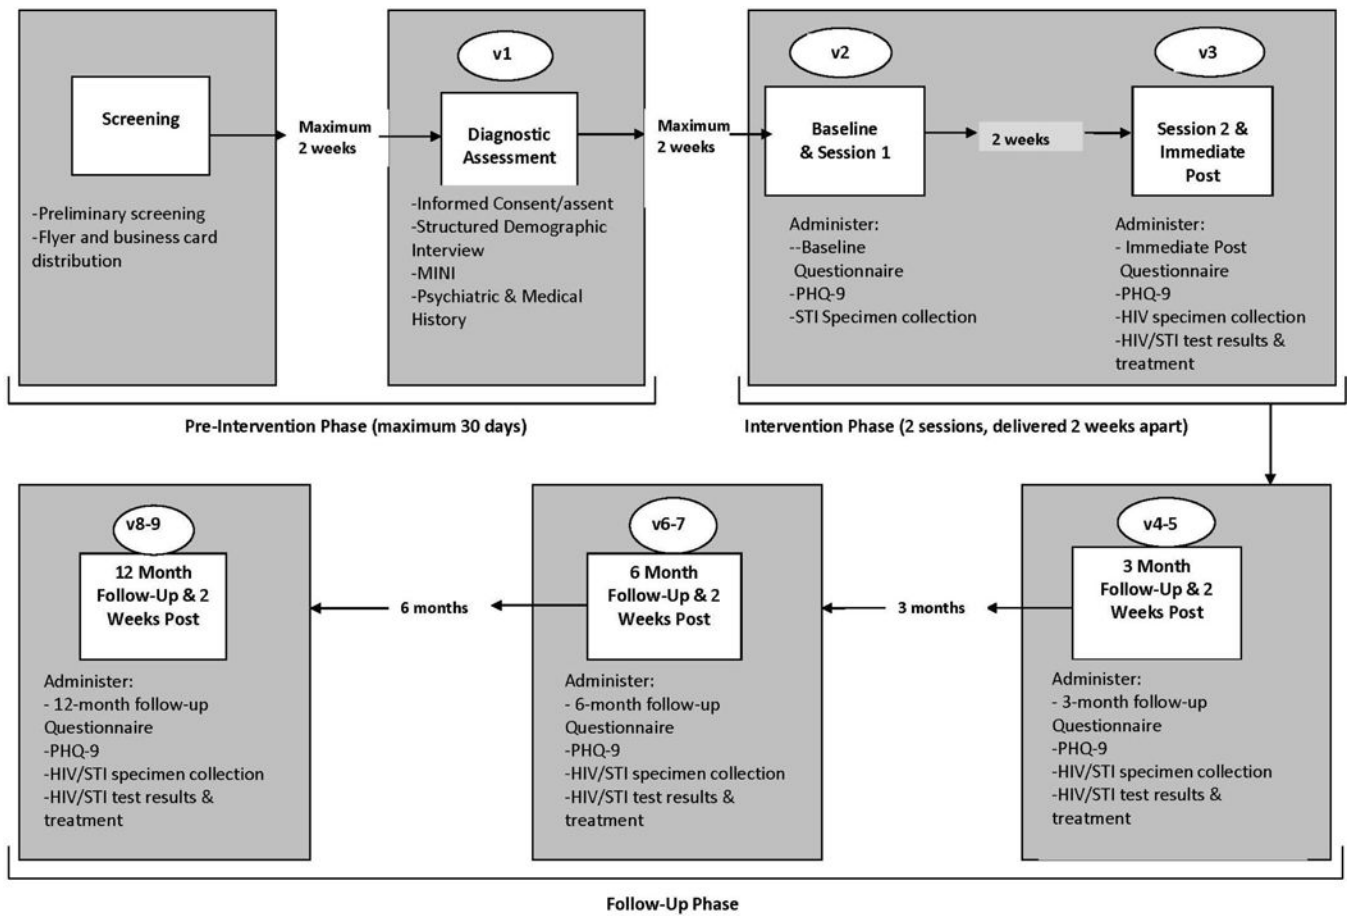 v1
v2
v3
Screening
Maximum
2 weeks
Diagnostic
Assessment
Maximum
2 weeks
Baseline
& Session 1
2 weeks
Session 2 &
Immediate
Post
-Preliminary screening
-Flyer and business card
distribution
-Informed Consent/assent
-Structured Demographic
Interview
-MINI
-Psychiatric & Medical
History
Administer:
--Baseline
Questionnaire
-PHQ-9
-STI Specimen collection
Administer:
- Immediate Post
Questionnaire
-PHQ-9
-HIV specimen collection
-HIV/STI test results &
treatment
Pre-Intervention Phase (maximum 30 days)
Intervention Phase (2 sessions, delivered 2 weeks apart)
v8-9
12 Month
Follow-Up & 2
Weeks Post
6 months
v6-7
6 Month
Follow-Up & 2
Weeks Post
3 months
v4-5
3 Month
Follow-Up & 2
Weeks Post
Administer:
- 12-month follow-up
Questionnaire
-PHQ-9
-HIV/STI specimen collection
-HIV/STI test results &
treatment
Administer:
- 6-month follow-up
Questionnaire
-PHQ-9
-HIV/STI specimen collection
-HIV/STI test results &
treatment
Administer:
- 3-month follow-up
Questionnaire
-PHQ-9
-HIV/STI specimen collection
-HIV/STI test results &
treatment
Follow-Up Phase